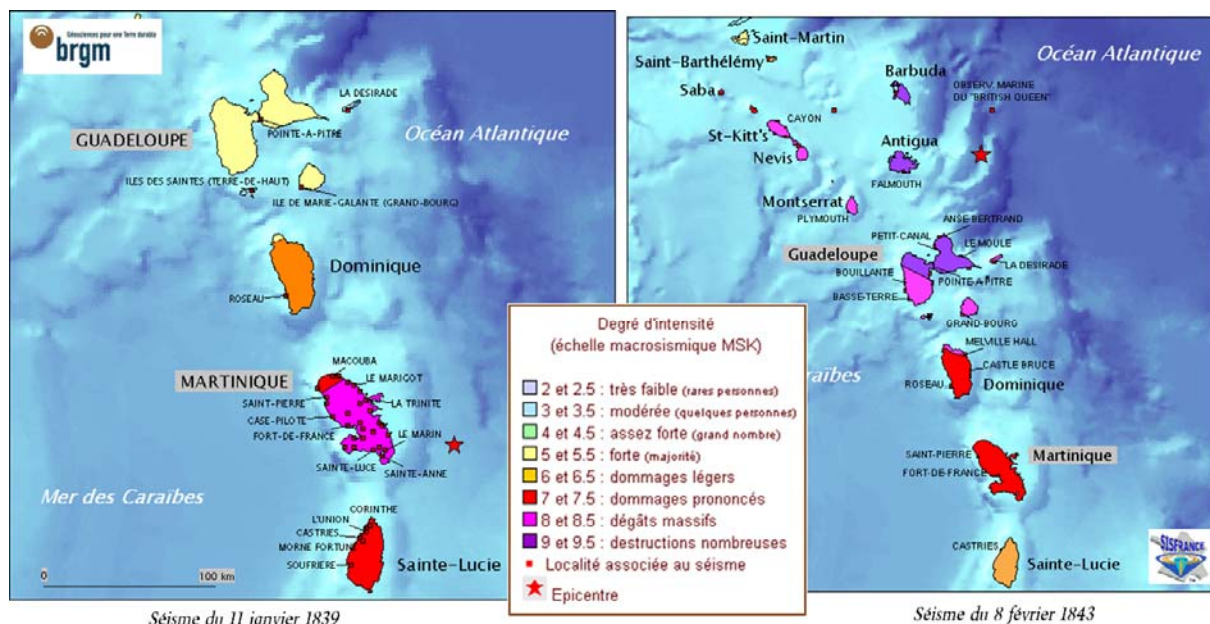 Géosciences pour une Terre durable
brgm
LA DESIRADE
POINTE-A-PITRE
GUADELOUPE
Océan Atlantique
ILES DES SAINTES (TERRE-DE-HAUT)
ILE DE MARIE-GALANTE (GRAND-BOURG)
Dominique
ROSEAU
MACOUBA
LE MARIGOT
MARTINIQUE
SAINT-PIERRE
LA TRINITE
CASE-PILOTE
FORT-DE-FRANCE
LE MARIN
SAINTE-LUCE
SAINTE-ANNE
Mer des Caraïbes
CORINTHE
L'UNION
CASTRIES
MORNE FORTUNE
SOUFRIERE
Sainte-Lucie
0
100 km
Séisme du 11 janvier 1839
Saint-Martin
Océan Atlantique
Saint-Barthélémy
Barbuda
Saba
OBSERV. MARINE
DU "BRITISH QUEEN"
CAYON
St-Kitt's
Antigua
Nevis
FALMOUTH
Montserrat
PLYMOUTH
ANSE-BERTRAND
PETIT-CANAL
LE MOULE
Guadeloupe
LA DESIRADE
BOUILLANTE
POINTE-A-PITRE
BASSE-TERRE
GRAND-BOURG
MELVILLE HALL
CASTLE BRUCE
raïbes
ROSEAU
Dominique
SAINT-PIERRE
Martinique
FORT-DE-FRANCE
CASTRIES
Sainte-Lucie
SISFRANCE
Séisme du 8 février 1843
Degré d'intensité
(échelle macrosismique MSK)
2 et 2.5 : très faible (rares personnes)
3 et 3.5 : modérée (quelques personnes)
4 et 4.5 : assez forte (grand nombre)
5 et 5.5 : forte (majorité)
6 et 6.5 : dommages légers
7 et 7.5 : dommages prononcés
8 et 8.5 : dégâts massifs
9 et 9.5 : destructions nombreuses
Localité associée au séisme
Epicentre